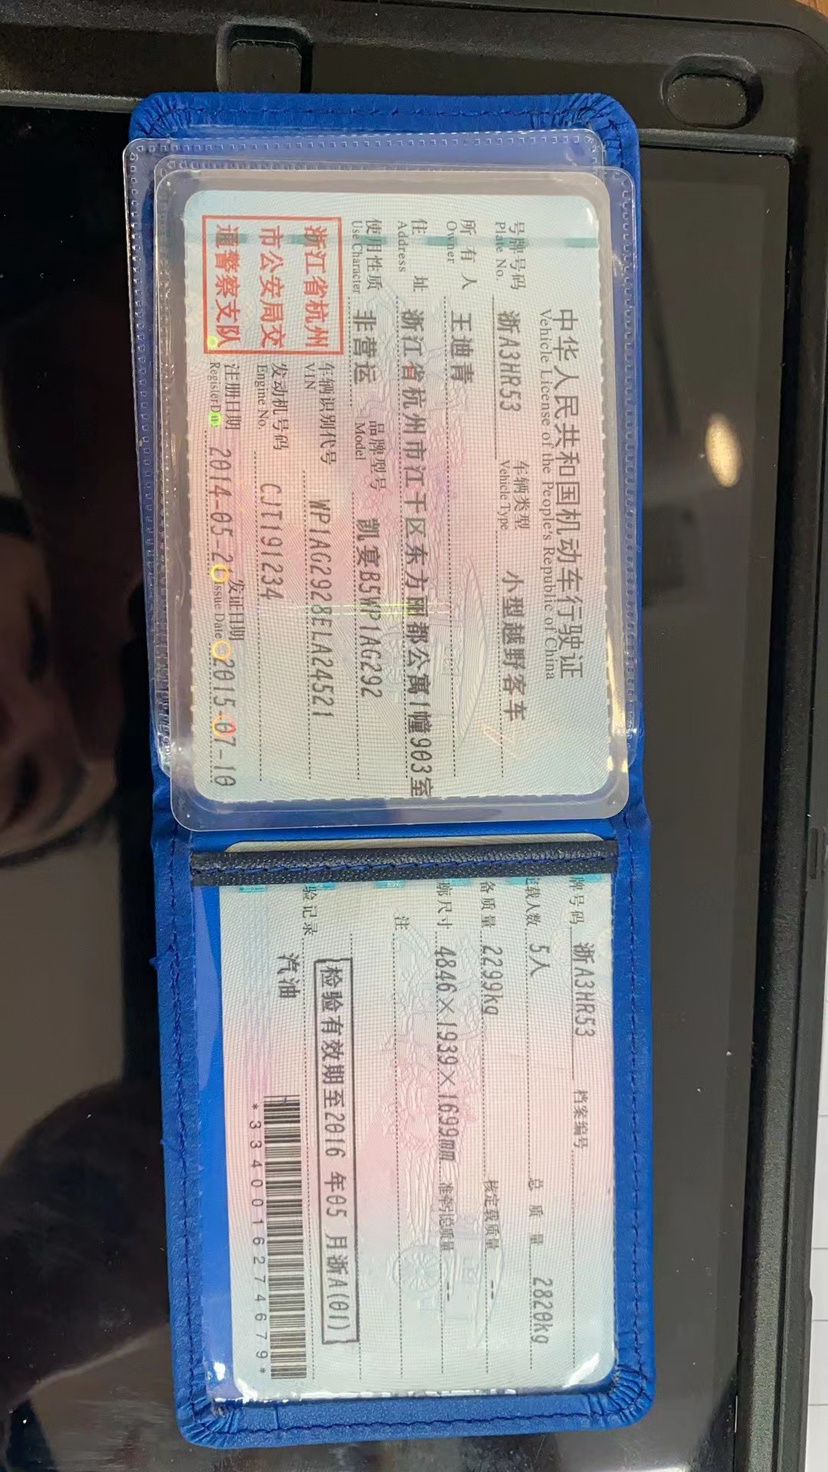 中华人民共和国机动车行驶证
Vehicle License of the People's Republic of China
号牌号码 浙A3HR53 车辆类型 小型越野客车
Plate No. Vehicle Type
所有人 王迪青
Owner
住址 浙江省杭州市江干区东方丽都公寓1幢903室
Address
使用性质 非营运 品牌型号 凯宴B5WP1AG292
Use Character Model
浙江省杭州
市公安局交
通警察支队
车辆识别代号 WP1AG2928ELA24521
VIN
发动机号码 CJT191234
Engine No.
注册日期 2014-05-20 发证日期 2015-07-10
Register Date Issue Date
牌号码 浙A3HR53 档案编号
定载人数 5人 总质量 2820kg
备质量 2299kg 核定载质量 --
廓尺寸 4846×1939×1699mm 准牵引总质量 --
注
检验有效期至2016 年05 月浙A(01)
验记录
汽油
*3340016274679*